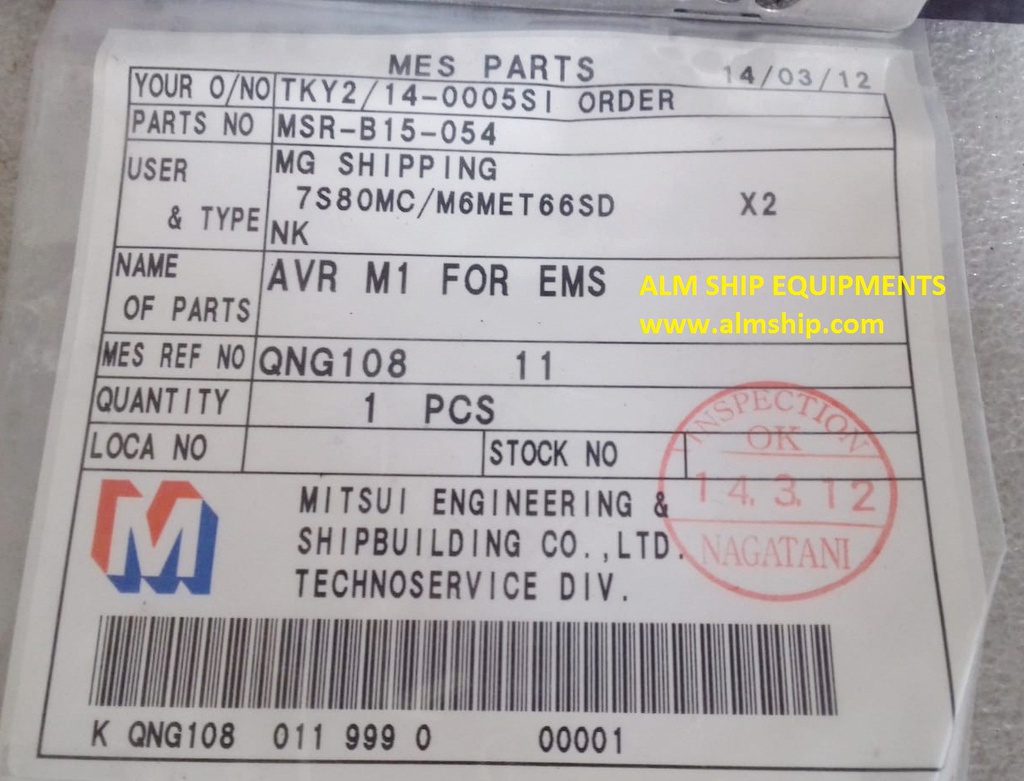 MES PARTS 14/03/12
YOUR O/NO TKY2/14-0005SI ORDER
PARTS NO MSR-B15-054
USER MG SHIPPING
& TYPE 7S80MC/M6MET66SD X2
NK
NAME AVR M1 FOR EMS
OF PARTS
ALM SHIP EQUIPMENTS
www.almship.com
MES REF NO QNG108 11
QUANTITY 1 PCS
LOCA NO STOCK NO
INSPECTION
OK
14.3.12
NAGATANI
M
MITSUI ENGINEERING &
SHIPBUILDING CO.,LTD.
TECHNOSERVICE DIV.
K QNG108 011 999 0 00001